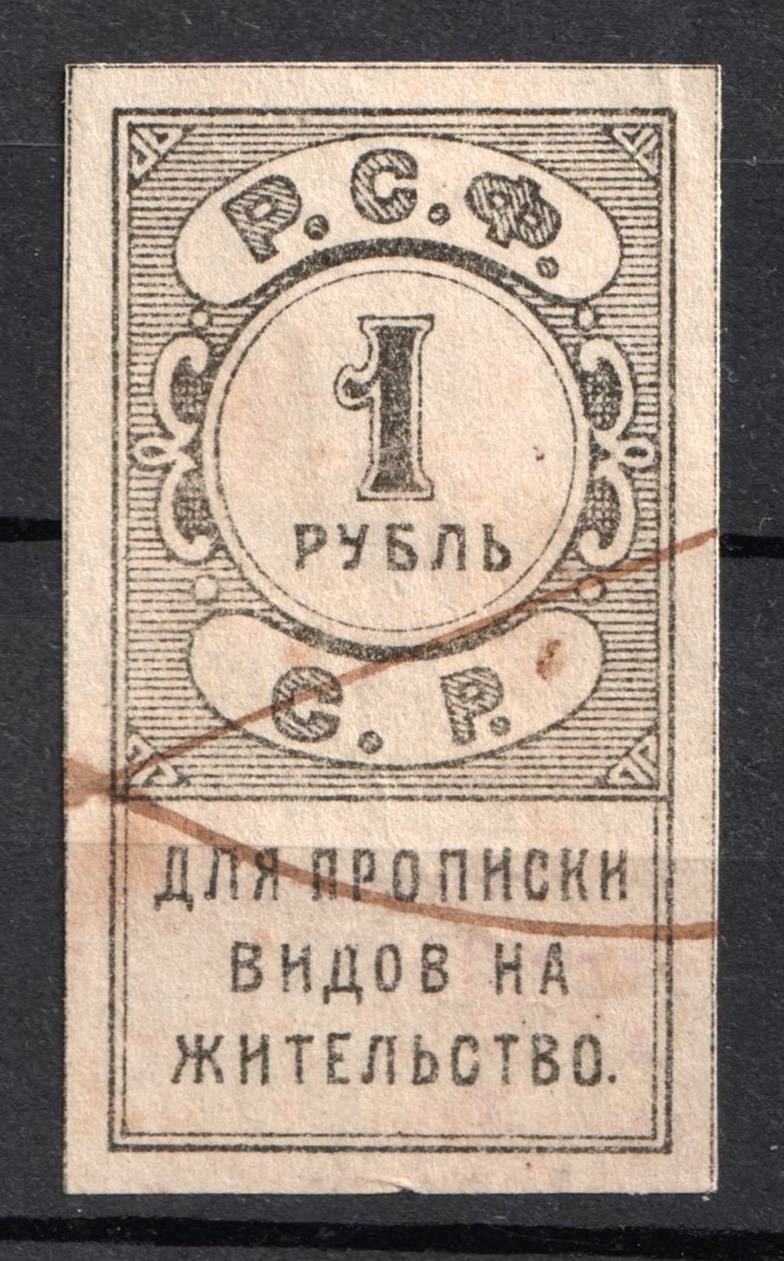 Р.С.Ф.
1
РУБЛЬ
С. Р.
ДЛЯ ПРОПИСКИ
ВИДОВ НА
ЖИТЕЛЬСТВО.